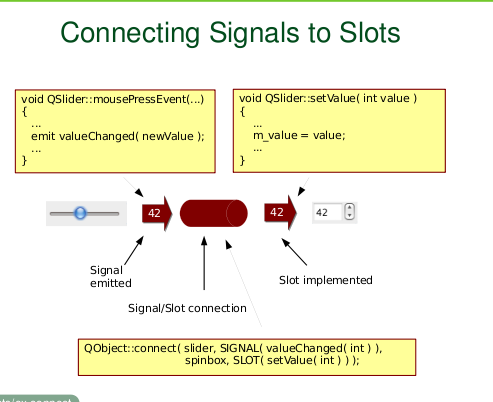 Connecting Signals to Slots
void QSlider::mousePressEvent(...)
{
...
emit valueChanged( newValue );
...
}
void QSlider::setValue( int value )
{
...
m_value = value;
...
}
42
42
42
Signal
emitted
Slot implemented
Signal/Slot connection
QObject::connect( slider, SIGNAL( valueChanged( int ) ),
spinbox, SLOT( setValue( int ) ) );